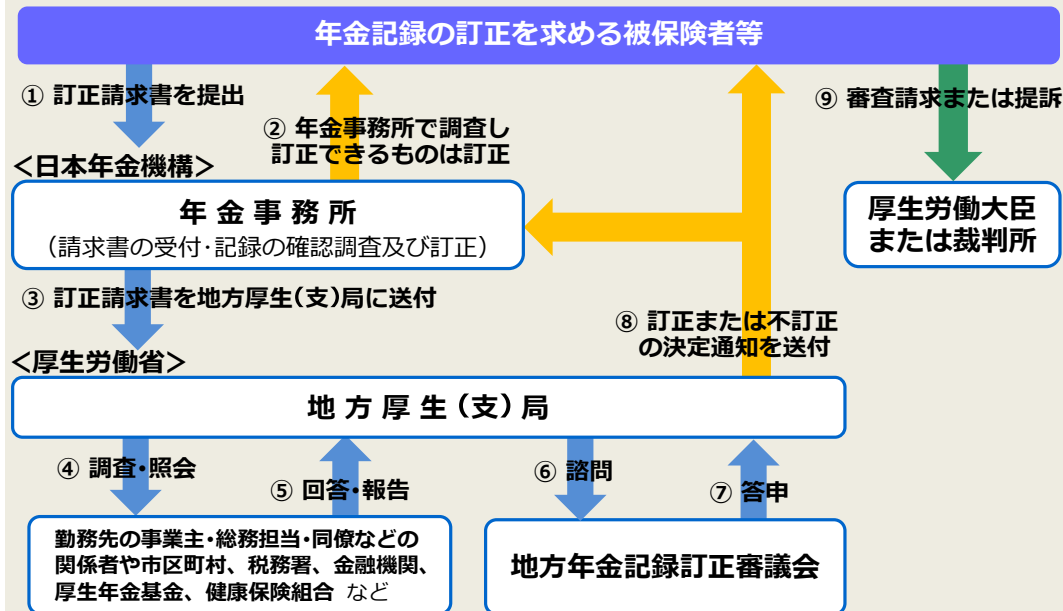 年金記録の訂正を求める被保険者等
① 訂正請求書を提出
② 年金事務所で調査し
訂正できるものは訂正
⑨ 審査請求または提訴
＜日本年金機構＞
年 金 事 務 所
（請求書の受付･記録の確認調査及び訂正）
厚生労働大臣
または裁判所
③ 訂正請求書を地方厚生（支）局に送付
⑧ 訂正または不訂正
の決定通知を送付
＜厚生労働省＞
地 方 厚 生 （支） 局
④ 調査･照会
⑤ 回答･報告
⑥ 諮問
⑦ 答申
勤務先の事業主･総務担当･同僚などの
関係者や市区町村、税務署、金融機関、
厚生年金基金、健康保険組合 など
地方年金記録訂正審議会